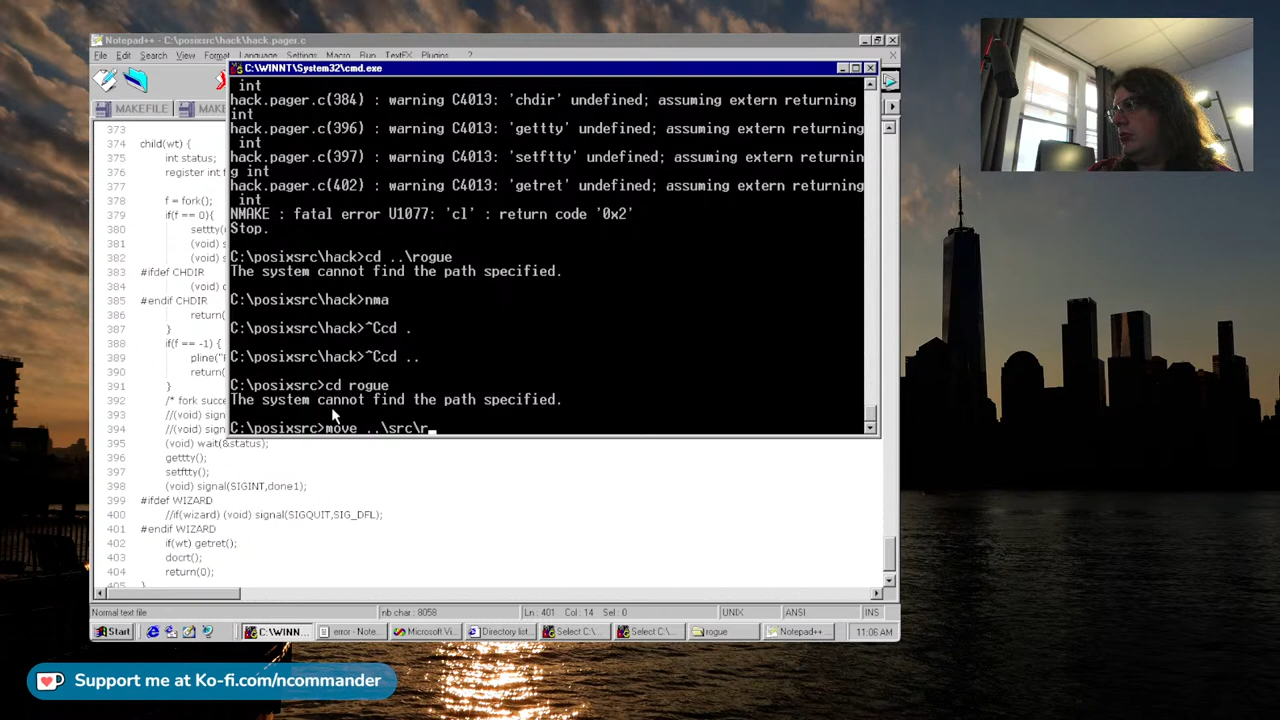 Notepad++ - C:\posixsrc\hack\hack.pager.c
File Edit Search View Format Language Settings Macro Run TextFX Plugins ?
C:\WINNT\System32\cmd.exe
MAKEFILE
373
374 child(wt) {
375 int status;
376
377 f = fork();
379 if(f == 0){
380
381 (void)
382 (void)
383 #ifdef CHDIR
384 (void)
385 #endif CHDIR
386 return(
387 }
388 if(f == -1) {
389
390 return(
391 }
392
393 //(void)
394 //(void)
395 (void) wait(&status);
396 gettty();
397 setftty();
398 (void) signal(SIGINT,done1);
399 #ifdef WIZARD
400 //if(wizard) (void) signal(SIGQUIT,SIG_DFL);
401 #endif WIZARD
402 if(wt) getret();
403 docrt();
404 return(0);
405 }
int
hack.pager.c(384) : warning C4013: 'chdir' undefined; assuming extern returning
int
hack.pager.c(396) : warning C4013: 'gettty' undefined; assuming extern returning
int
hack.pager.c(397) : warning C4013: 'setftty' undefined; assuming extern returnin
g int
hack.pager.c(402) : warning C4013: 'getret' undefined; assuming extern returning
int
NMAKE : fatal error U1077: 'cl' : return code '0x2'
Stop.
C:\posixsrc\hack>cd ..\rogue
The system cannot find the path specified.
C:\posixsrc\hack>nma
C:\posixsrc\hack>^Ccd .
C:\posixsrc\hack>^Ccd ..
C:\posixsrc>cd rogue
The system cannot find the path specified.
C:\posixsrc>move ..\src\r_
Normal text file nb char : 8058 Ln : 401 Col : 14 Sel : 0 UNIX ANSI INS
Start C:\WINN... error - Note... Microsoft Vi... Directory list... Select C:\... Select C:\... rogue Notepad++ ... 11:06 AM
Support me at Ko-fi.com/ncommander